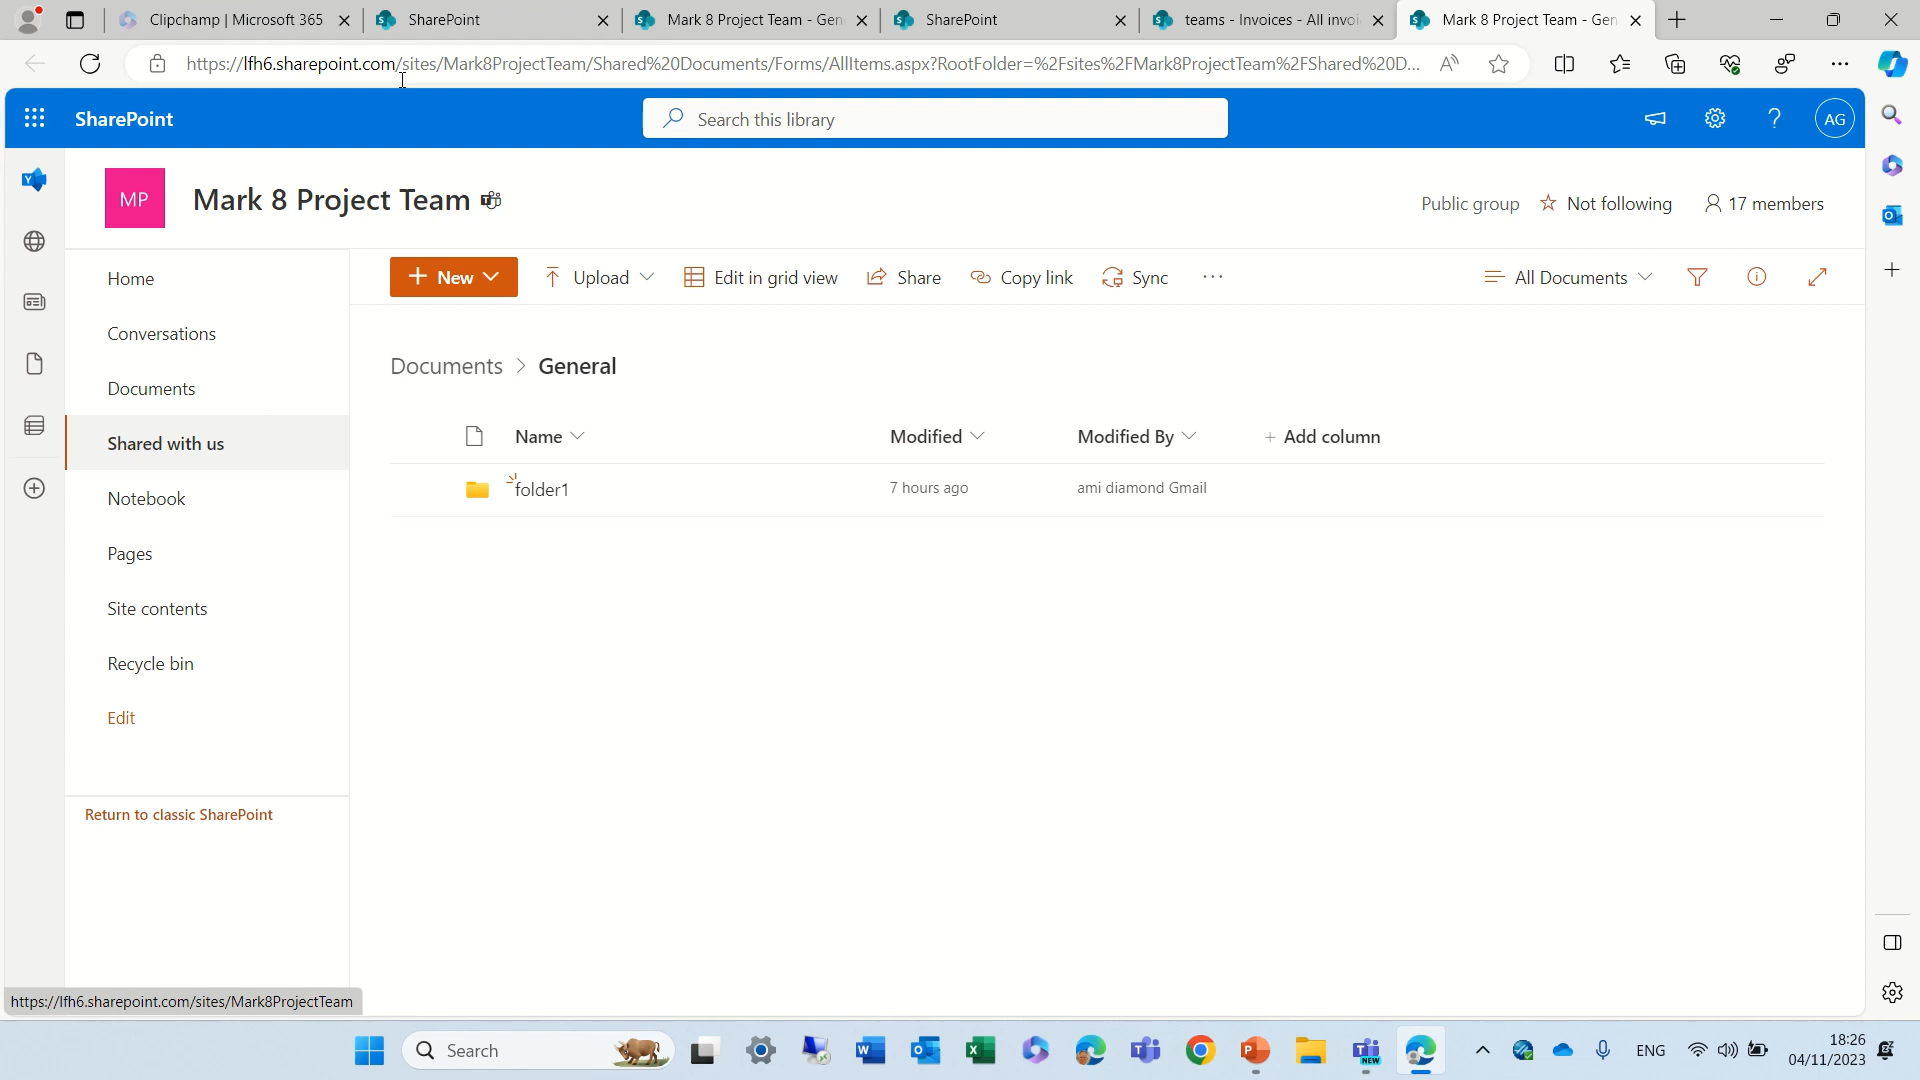 Clipchamp | Microsoft 365
SharePoint
Mark 8 Project Team - Gen
SharePoint
teams - Invoices - All invoi
Mark 8 Project Team - Gen
https://lfh6.sharepoint.com/sites/Mark8ProjectTeam/Shared%20Documents/Forms/AllItems.aspx?RootFolder=%2Fsites%2FMark8ProjectTeam%2FShared%20D...
SharePoint
Search this library
AG
MP
Mark 8 Project Team
Public group
Not following
17 members
Home
Conversations
Documents
Shared with us
Notebook
Pages
Site contents
Recycle bin
Edit
Return to classic SharePoint
New
Upload
Edit in grid view
Share
Copy link
Sync
All Documents
Documents > General
Name
Modified
Modified By
Add column
folder1
7 hours ago
ami diamond Gmail
https://lfh6.sharepoint.com/sites/Mark8ProjectTeam
Search
NEW
ENG
18:26
04/11/2023